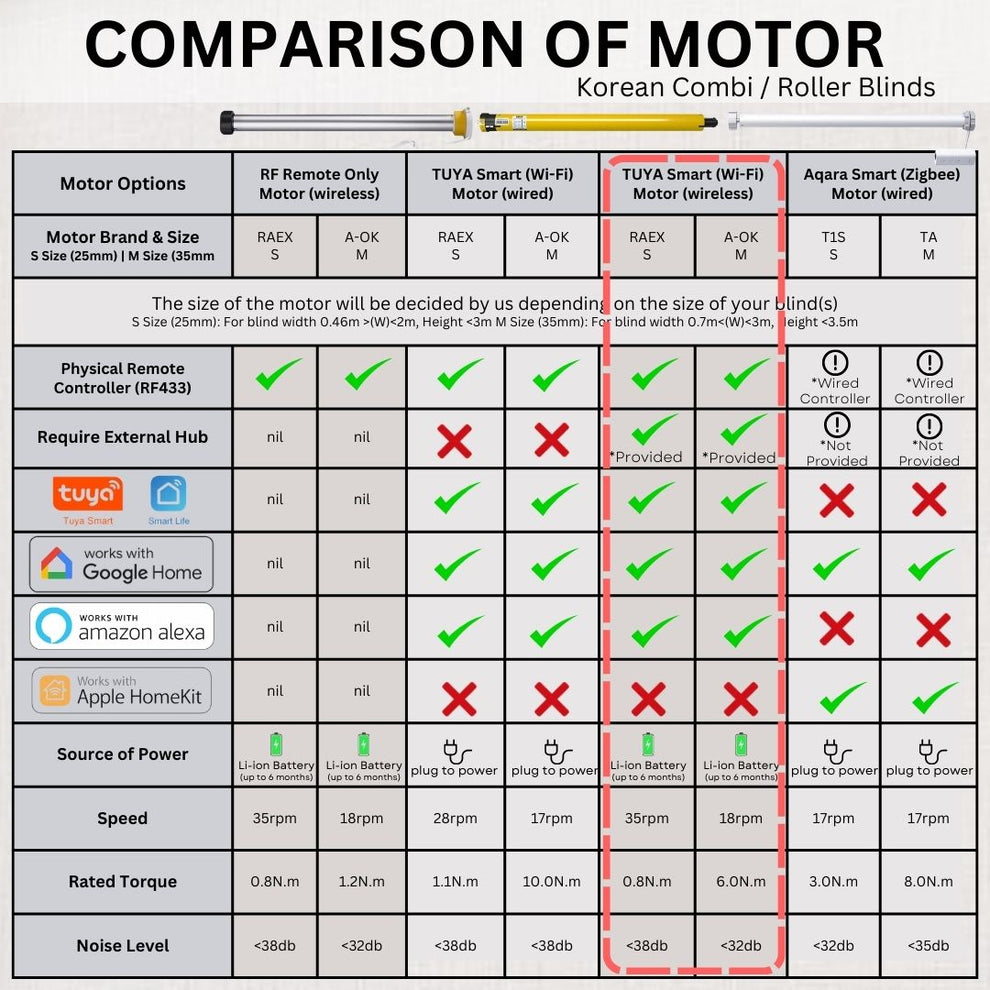 COMPARISON OF MOTOR
Korean Combi / Roller Blinds
Motor Options
RF Remote Only
Motor (wireless)
TUYA Smart (Wi-Fi)
Motor (wired)
TUYA Smart (Wi-Fi)
Motor (wireless)
Aqara Smart (Zigbee)
Motor (wired)
Motor Brand & Size
S Size (25mm) | M Size (35mm
RAEX
S
A-OK
M
RAEX
S
A-OK
M
RAEX
S
A-OK
M
T1S
S
TA
M
The size of the motor will be decided by us depending on the size of your blind(s)
S Size (25mm): For blind width 0.46m >(W)<2m, Height <3m M Size (35mm): For blind width 0.7m<(W)<3m, Height <3.5m
Physical Remote
Controller (RF433)
*Wired
Controller
*Wired
Controller
Require External Hub
nil
nil
*Provided
*Provided
*Not
Provided
*Not
Provided
tuya
Tuya Smart
Smart Life
nil
nil
works with
Google Home
nil
nil
WORKS WITH
amazon alexa
nil
nil
Works with
Apple HomeKit
nil
nil
Source of Power
Li-ion Battery
(up to 6 months)
Li-ion Battery
(up to 6 months)
plug to power
plug to power
Li-ion Battery
(up to 6 months)
Li-ion Battery
(up to 6 months)
plug to power
plug to power
Speed
35rpm
18rpm
28rpm
17rpm
35rpm
18rpm
17rpm
17rpm
Rated Torque
0.8N.m
1.2N.m
1.1N.m
10.0N.m
0.8N.m
6.0N.m
3.0N.m
8.0N.m
Noise Level
<38db
<32db
<38db
<38db
<38db
<32db
<32db
<35db